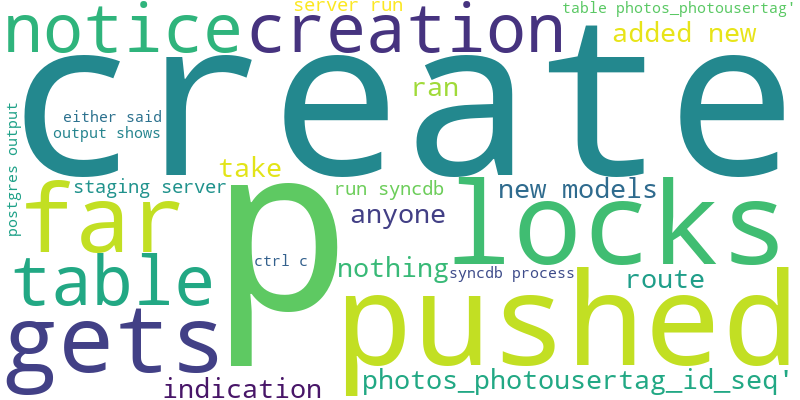 server run
table photos_photousertag'
notice
creation
added new
create
ran
either said
output shows
postgres output
take
staging server
run syncdb
new models
far
p
locks
anyone
ctrl c
nothing
syncdb process
table
route
pushed
gets
photos_photousertag_id_seq'
indication